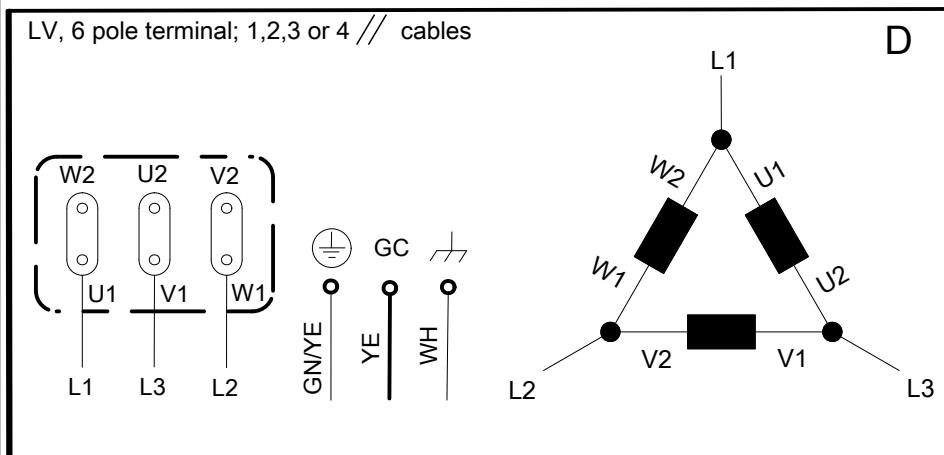 LV, 6 pole terminal; 1,2,3 or 4 // cables
D
L1
W2 U2 V2
U1 V1 W1
L1 L3 L2
GC
GN/YE YE WH
W2 U1
W1 U2
V2 V1
L2 L3